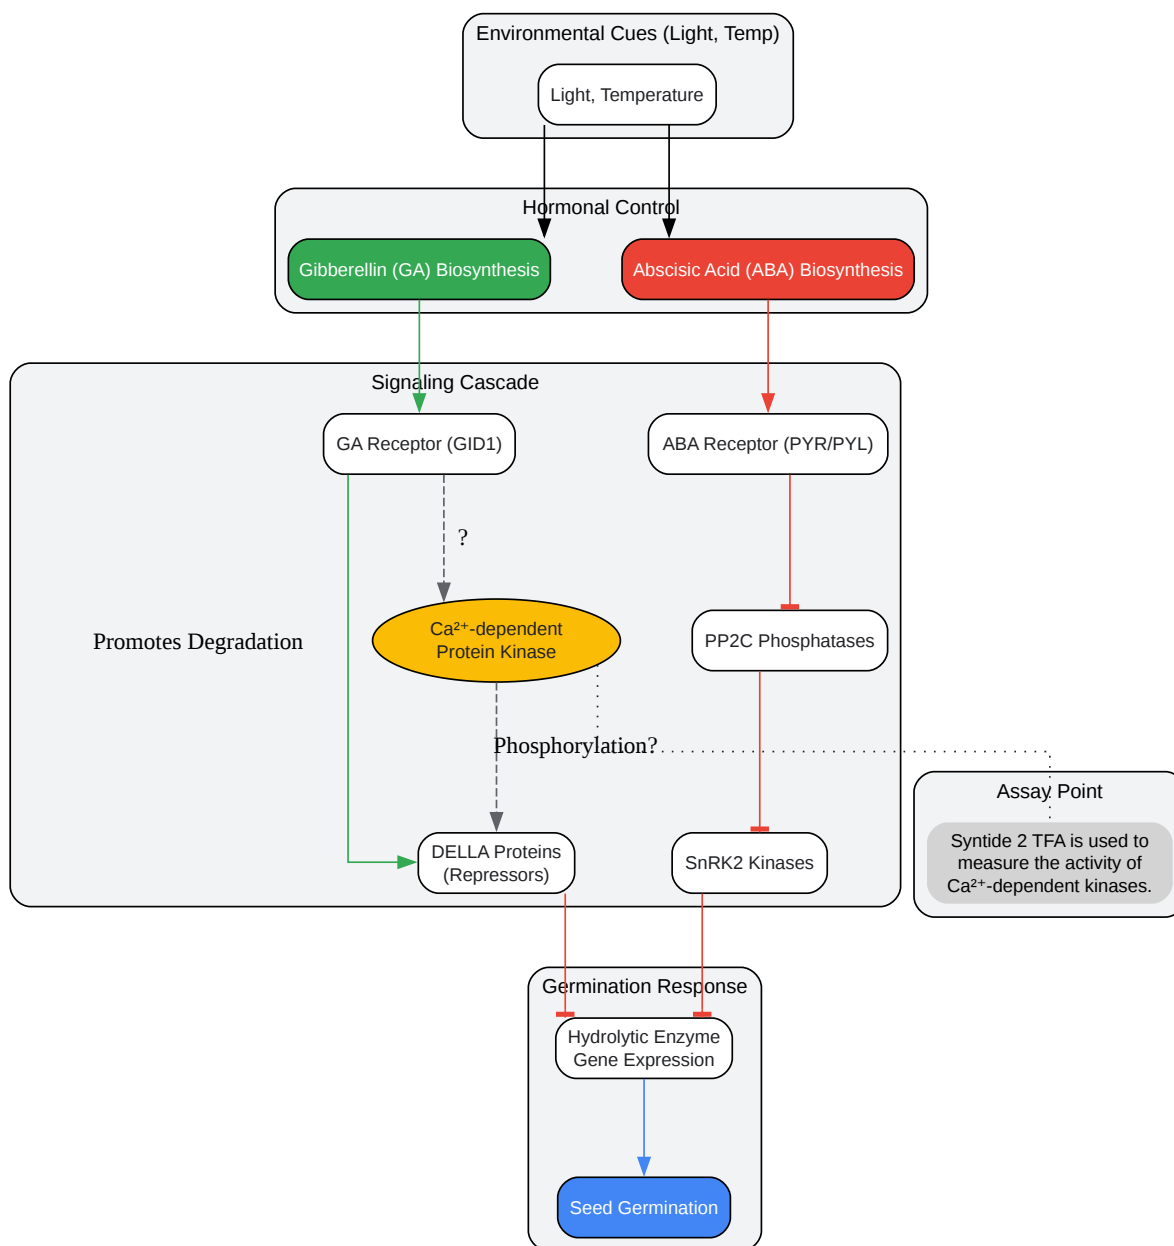 Environmental Cues (Light, Temp)
Light, Temperature
Hormonal Control
Gibberellin (GA) Biosynthesis
Abscisic Acid (ABA) Biosynthesis
Signaling Cascade
GA Receptor (GID1)
ABA Receptor (PYR/PYL)
?
Promotes Degradation
Ca²⁺-dependent
Protein Kinase
PP2C Phosphatases
Phosphorylation?
Assay Point
Syntide 2 TFA is used to
measure the activity of
Ca²⁺-dependent kinases.
DELLA Proteins
(Repressors)
SnRK2 Kinases
Germination Response
Hydrolytic Enzyme
Gene Expression
Seed Germination